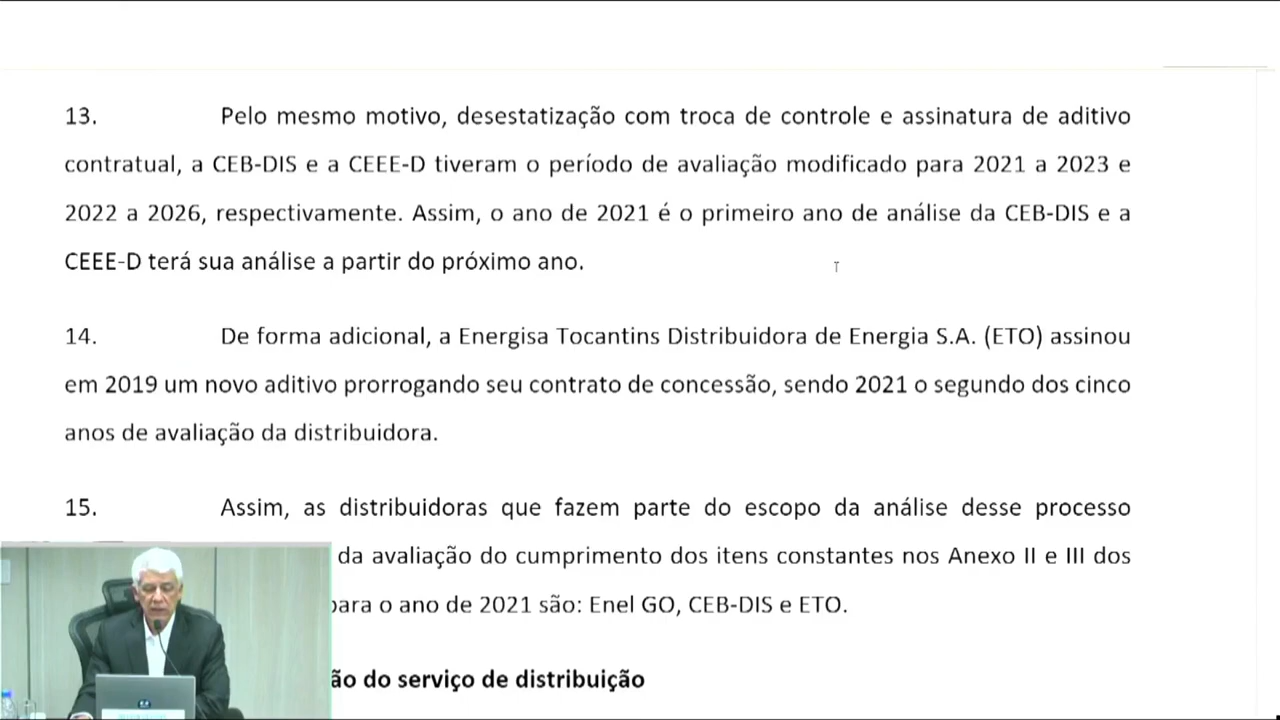 13. Pelo mesmo motivo, desestatização com troca de controle e assinatura de aditivo
contratual, a CEB-DIS e a CEEE-D tiveram o período de avaliação modificado para 2021 a 2023 e
2022 a 2026, respectivamente. Assim, o ano de 2021 é o primeiro ano de análise da CEB-DIS e a
CEEE-D terá sua análise a partir do próximo ano.
14. De forma adicional, a Energisa Tocantins Distribuidora de Energia S.A. (ETO) assinou
em 2019 um novo aditivo prorrogando seu contrato de concessão, sendo 2021 o segundo dos cinco
anos de avaliação da distribuidora.
15. Assim, as distribuidoras que fazem parte do escopo da análise desse processo
da avaliação do cumprimento dos itens constantes nos Anexo II e III dos
para o ano de 2021 são: Enel GO, CEB-DIS e ETO.
ão do serviço de distribuição